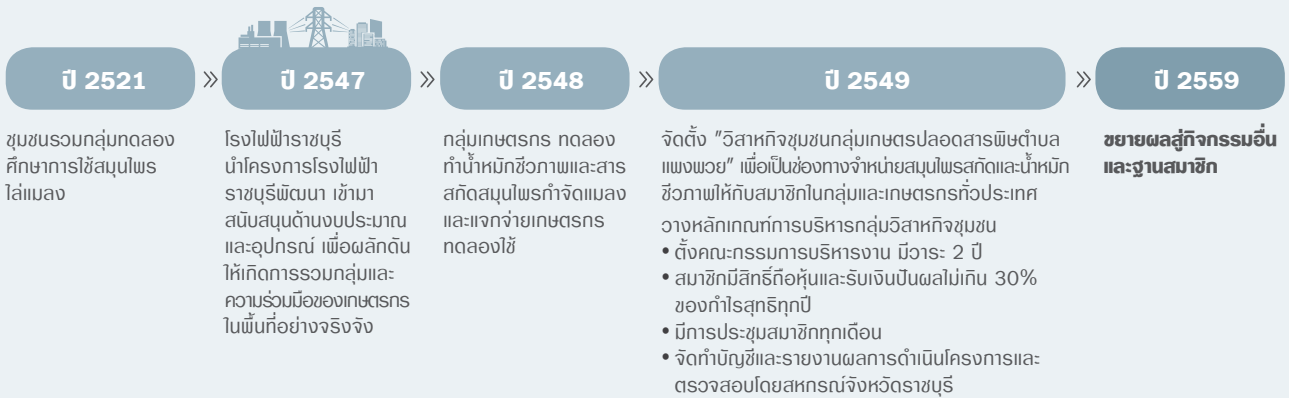 ปี 2521
»
ปี 2547
»
ปี 2548
»
ปี 2549
»
ปี 2559
ชุมชนรวมกลุ่มทดลอง
ศึกษาการใช้สมุนไพร
ไล่แมลง
โรงไฟฟ้าราชบุรี
นำโครงการโรงไฟฟ้า
ราชบุรีพัฒนา เข้ามา
สนับสนุนด้านงบประมาณ
และอุปกรณ์ เพื่อผลักดัน
ให้เกิดการรวมกลุ่มและ
ความร่วมมือของเกษตรกร
ในพื้นที่อย่างจริงจัง
กลุ่มเกษตรกร ทดลอง
ทำน้ำหมักชีวภาพและสาร
สกัดสมุนไพรกำจัดแมลง
และแจกจ่ายเกษตรกร
ทดลองใช้
จัดตั้ง "วิสาหกิจชุมชนกลุ่มเกษตรปลอดสารพิษตำบล
แพงพวย" เพื่อเป็นช่องทางจำหน่ายสมุนไพรสกัดและน้ำหมัก
ชีวภาพให้กับสมาชิกในกลุ่มและเกษตรกรทั่วประเทศ
วางหลักเกณฑ์การบริหารกลุ่มวิสาหกิจชุมชน
• ตั้งคณะกรรมการบริหารงาน มีวาระ 2 ปี
• สมาชิกมีสิทธิ์ถือหุ้นและรับเงินปันผลไม่เกิน 30%
ของกำไรสุทธิทุกปี
• มีการประชุมสมาชิกทุกเดือน
• จัดทำบัญชีและรายงานผลการดำเนินโครงการและ
ตรวจสอบโดยสหกรณ์จังหวัดราชบุรี
ขยายผลสู่กิจกรรมอื่น
และฐานสมาชิก